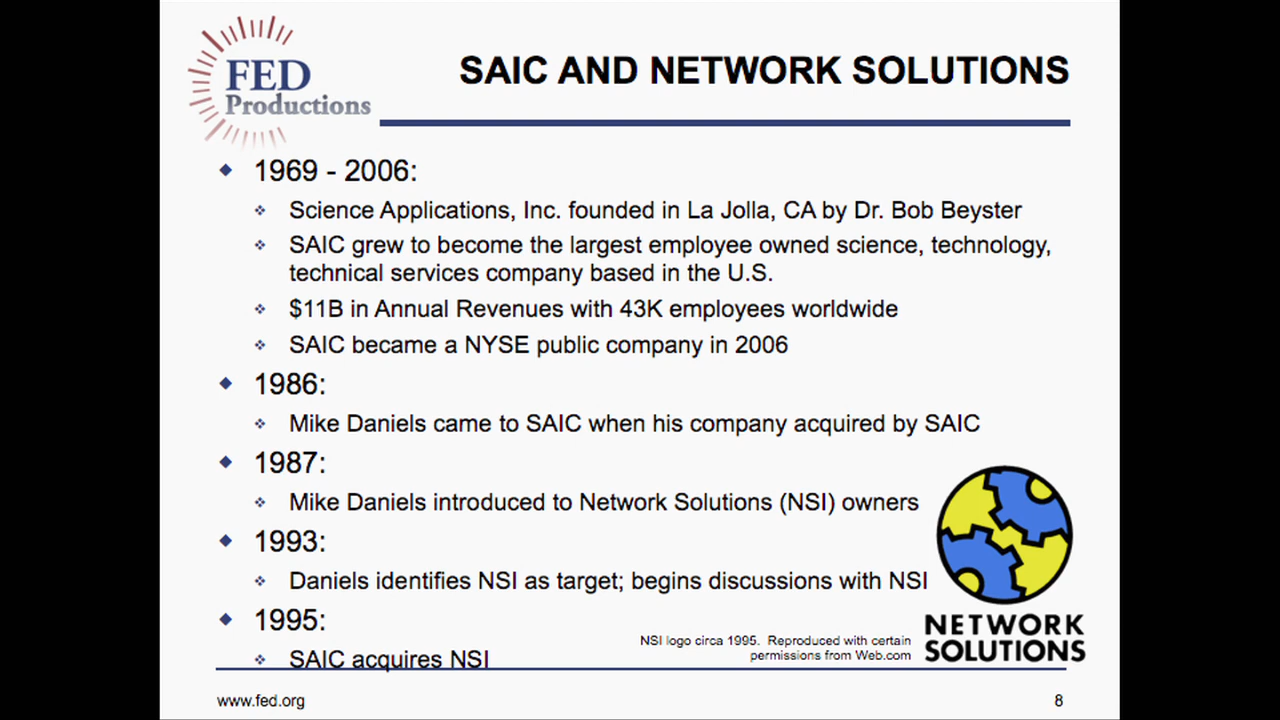 FED
Productions
SAIC AND NETWORK SOLUTIONS
1969 - 2006:
Science Applications, Inc. founded in La Jolla, CA by Dr. Bob Beyster
SAIC grew to become the largest employee owned science, technology,
technical services company based in the U.S.
$11B in Annual Revenues with 43K employees worldwide
SAIC became a NYSE public company in 2006
1986:
Mike Daniels came to SAIC when his company acquired by SAIC
1987:
Mike Daniels introduced to Network Solutions (NSI) owners
1993:
Daniels identifies NSI as target; begins discussions with NSI
1995:
SAIC acquires NSI
NSI logo circa 1995. Reproduced with certain
permissions from Web.com
NETWORK
SOLUTIONS
www.fed.org
8